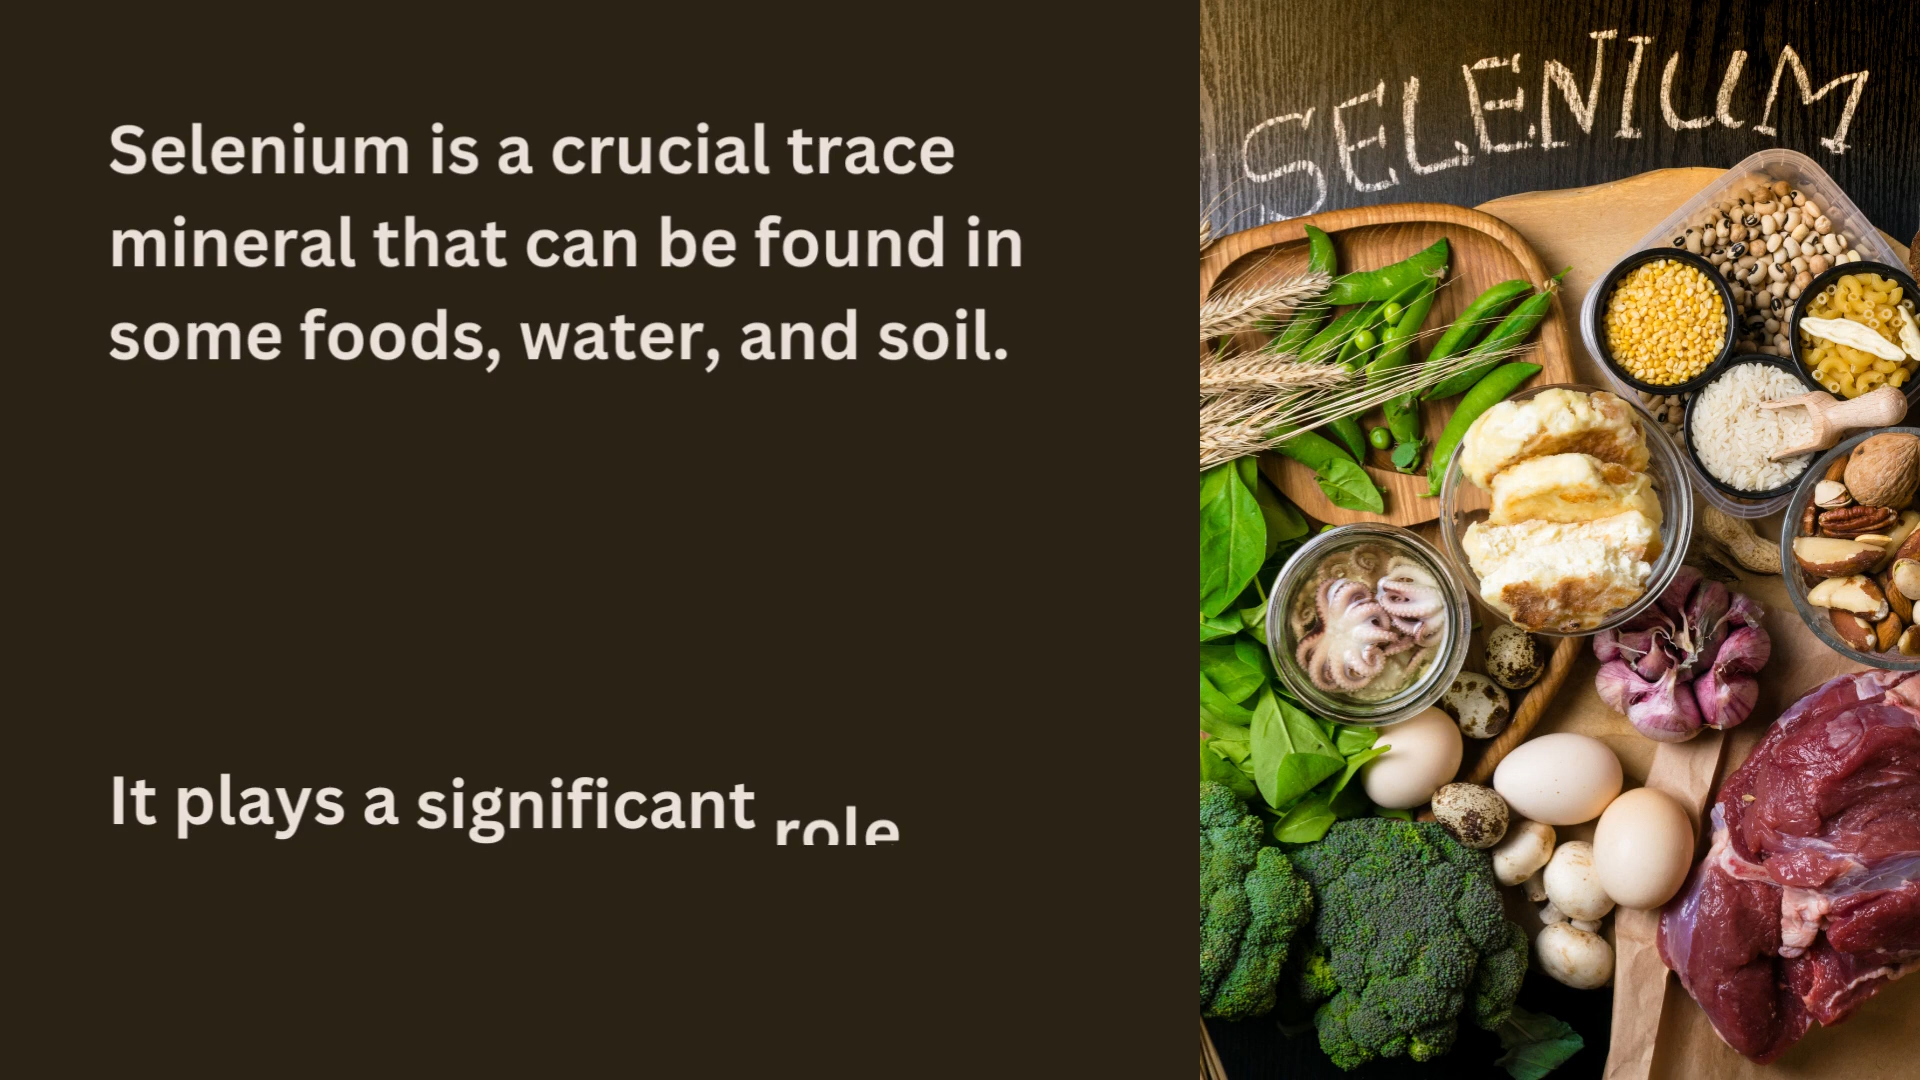 Selenium is a crucial trace
mineral that can be found in
some foods, water, and soil.
It plays a significant role
SELENIUM